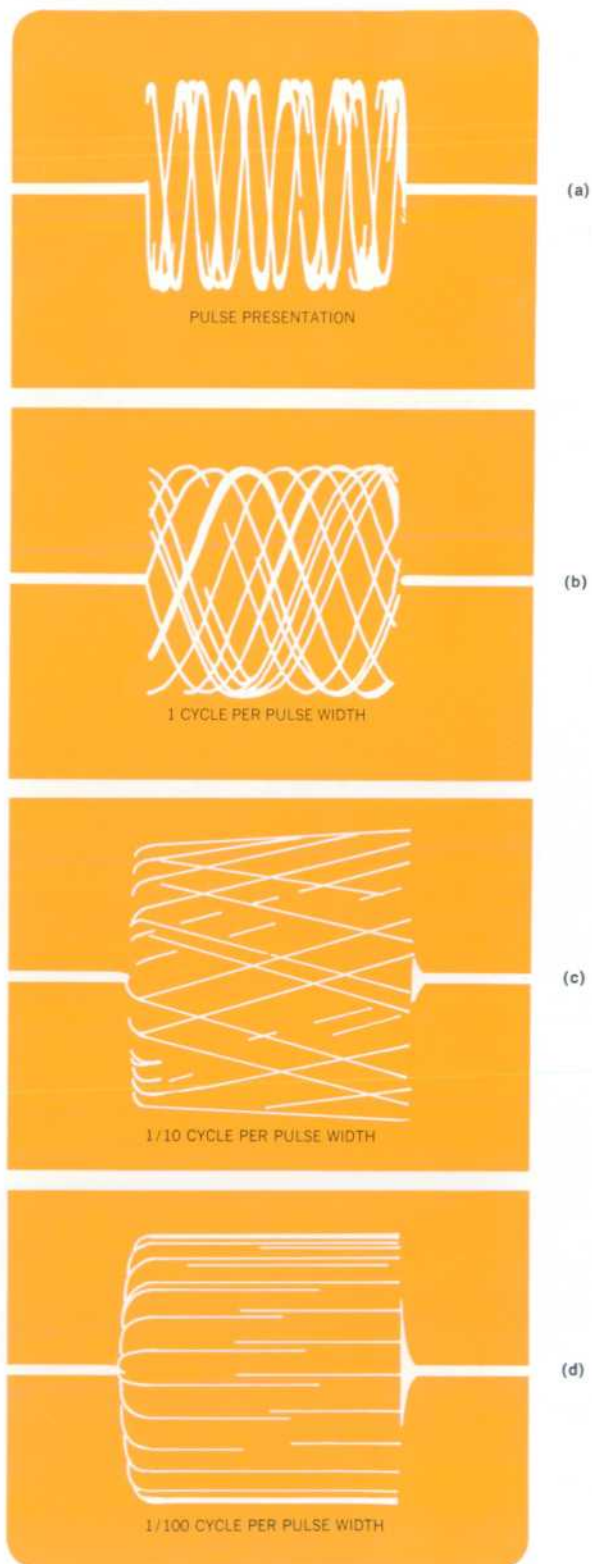 (a)
PULSE PRESENTATION
(b)
1 CYCLE PER PULSE WIDTH
(c)
1/10 CYCLE PER PULSE WIDTH
(d)
1/100 CYCLE PER PULSE WIDTH